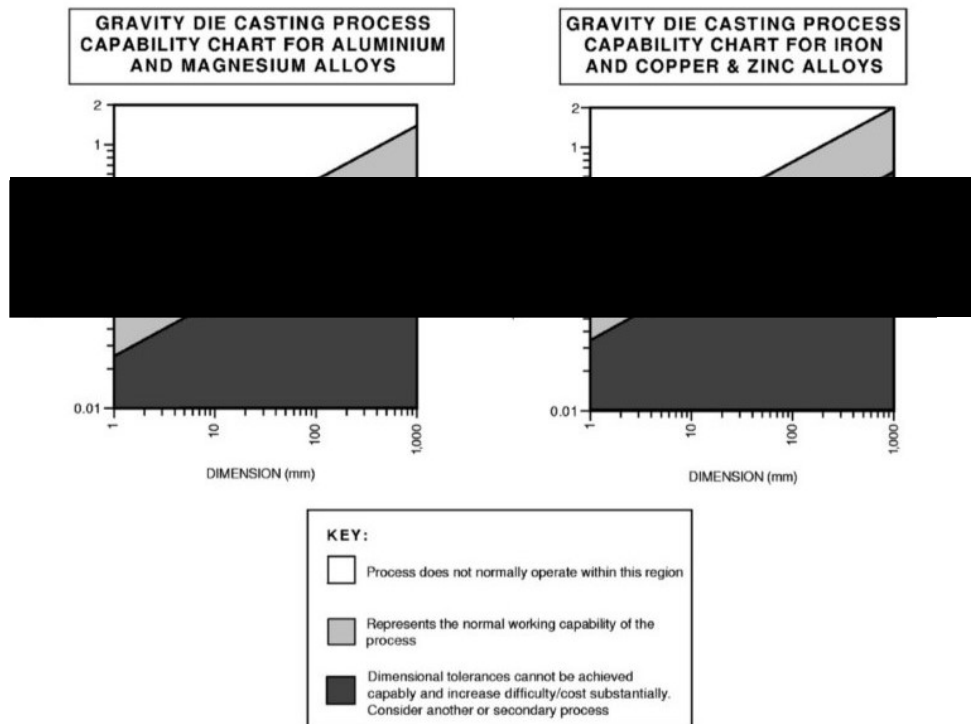 GRAVITY DIE CASTING PROCESS
CAPABILITY CHART FOR ALUMINIUM
AND MAGNESIUM ALLOYS
GRAVITY DIE CASTING PROCESS
CAPABILITY CHART FOR IRON
AND COPPER & ZINC ALLOYS
2
1
0.01
1
10
100
1,000
DIMENSION (mm)
2
1
0.01
1
10
100
1,000
DIMENSION (mm)
KEY:
Process does not normally operate within this region
Represents the normal working capability of the
process
Dimensional tolerances cannot be achieved
capably and increase difficulty/cost substantially.
Consider another or secondary process